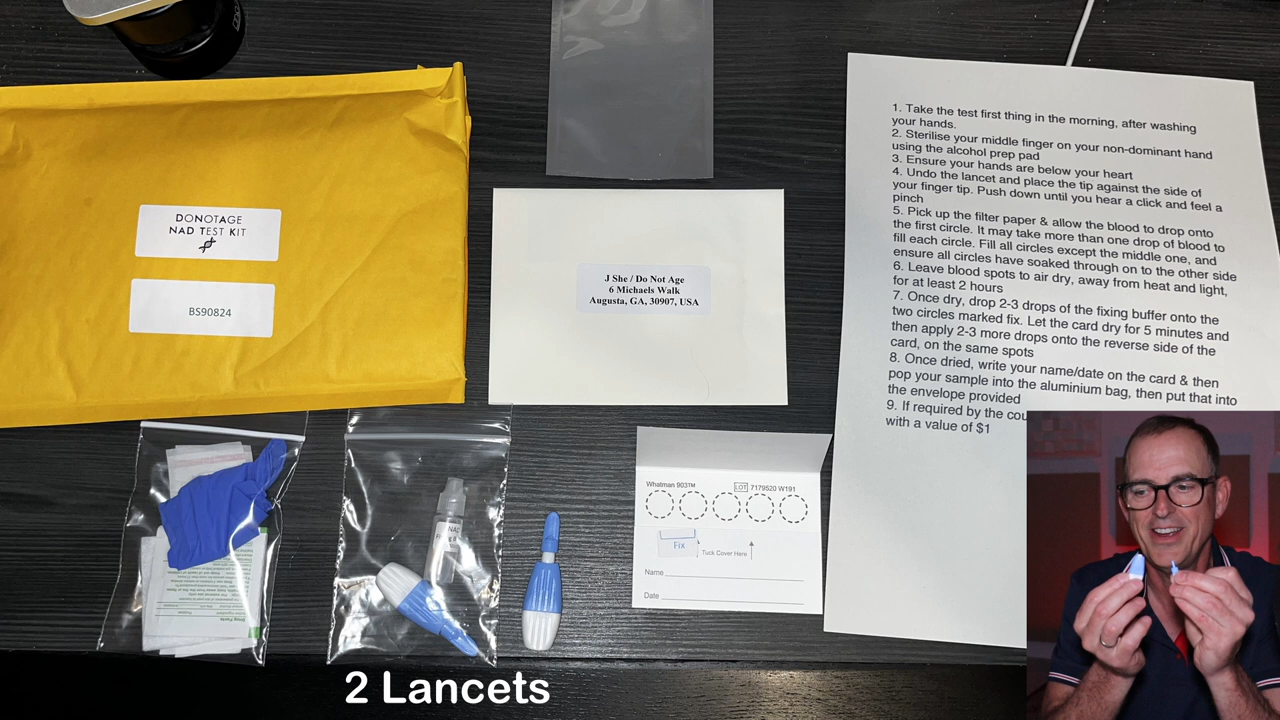 DONOTAGE
NAD TEST KIT
BS90824
J She / Do Not Age
6 Michaels Walk
Augusta, GA, 30907, USA
1. Take the test first thing in the morning, after washing
your hands.
2. Sterilise your middle finger on your non-dominant hand
using the alcohol prep pad
3. Ensure your hands are below your heart
4. Undo the lancet and place the tip against the side of
your finger tip. Push down until you hear a click and feel a
pinch
5. Pick up the filter paper & allow the blood to drop onto
the first circle. It may take more than one drop of blood to
fill each circle. Fill all circles except the middle one, and
ensure all circles have soaked through on to the other side
6. Leave blood spots to air dry, away from heat and light,
for at least 2 hours
7. Once dry, drop 2-3 drops of the fixing buffer onto the
two circles marked fix. Let the card dry for 5 minutes and
then apply 2-3 more drops onto the reverse side of the
card, on the same spots
8. Once dried, write your name/date on the card & then
pop your sample into the aluminium bag, then put that into
the envelope provided
9. If required by the
with a value of $1
Whatman 903™ LOT 7179520 W191
Fix
Tuck Cover Here
Name
Date
NAD
Drug Facts
2 Lancets